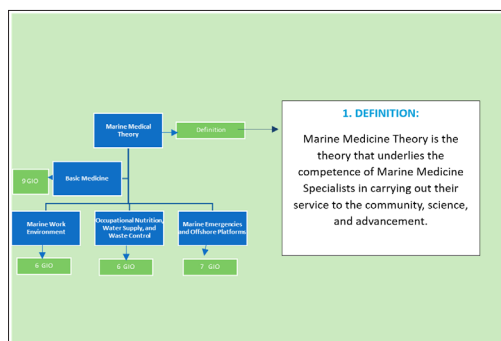 Marine Medical
Theory
Definition
1. DEFINITION:
Marine Medicine Theory is the
theory that underlies the
competence of Marine Medicine
Specialists in carrying out their
service to the community, science,
and advancement.
3 GIO
Basic Medicine
Marine Work
Environment
Occupational Nutrition,
Water Supply, and
Waste Control
Marine Emergencies
and Offshore Platforms
6 GIO
6 GIO
7 GIO